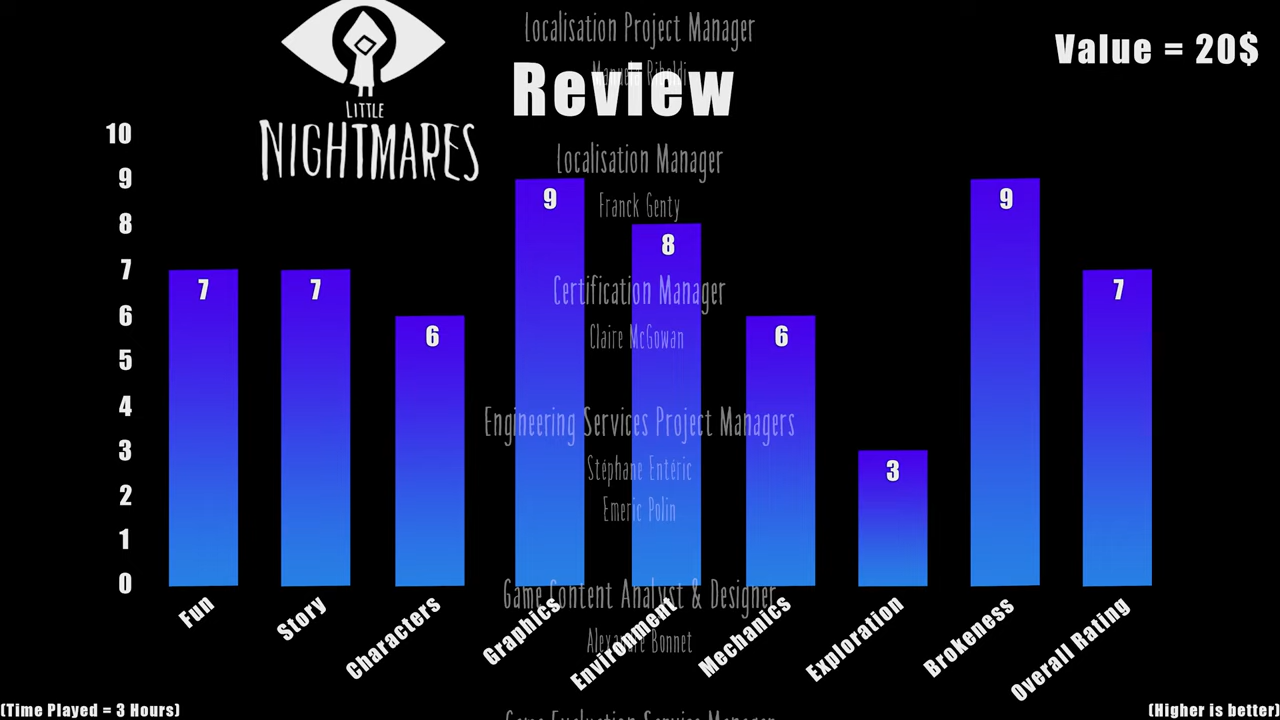 Localisation Project Manager
Value = 20$
Review
LITTLE
NIGHTMARES
10
9
8
7
6
5
4
3
2
1
0
Localisation Manager
Franck Genty
Certification Manager
Claire McGowan
Engineering Services Project Managers
Stéphane Entéric
Emeric Polin
Game Content Analyst & Designer
Alexandre Bonnet
7
7
6
9
8
6
3
9
7
Fun
Story
Characters
Graphics
Environment
Mechanics
Exploration
Brokeness
Overall Rating
(Time Played = 3 Hours)
(Higher is better)